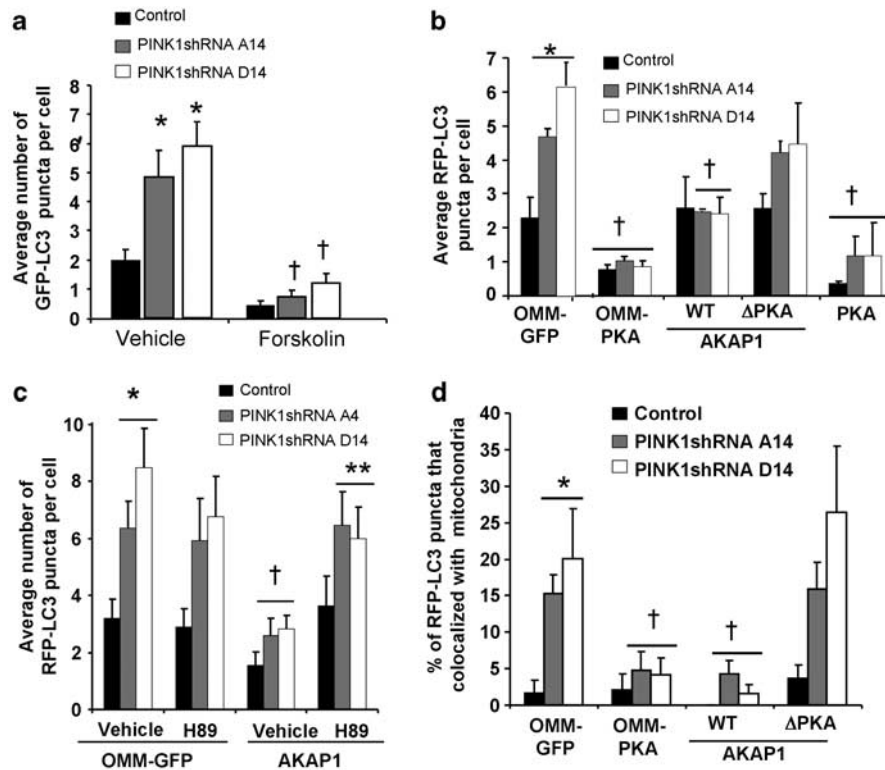 a
Control
PINK1shRNA A14
PINK1shRNA D14
Average number of
GFP-LC3 puncta per cell
8
7
6
5
4
3
2
1
0
*
*
†
†
Vehicle
Forskolin
b
Control
PINK1shRNA A14
PINK1shRNA D14
Average RFP-LC3
puncta per cell
7
6
5
4
3
2
1
0
*
†
†
†
OMM-
GFP
OMM-
PKA
WT
ΔPKA
PKA
AKAP1
c
Control
PINK1shRNA A4
PINK1shRNA D14
Average number of
RFP-LC3 puncta per cell
10
8
6
4
2
0
*
†
**
Vehicle
H89
Vehicle
H89
OMM-GFP
AKAP1
d
Control
PINK1shRNA A14
PINK1shRNA D14
% of RFP-LC3 puncta that
colocalized with mitochondria
40
35
30
25
20
15
10
5
0
*
†
†
OMM-
GFP
OMM-
PKA
WT
ΔPKA
AKAP1